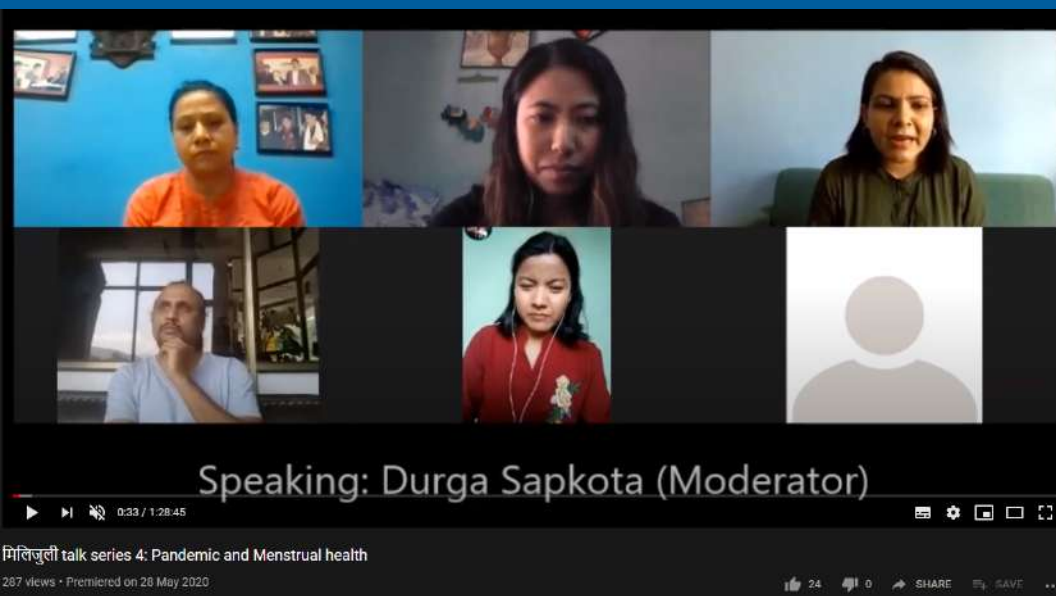 Speaking: Durga Sapkota (Moderator)
0:33 / 1:28:45
मिलिजुली talk series 4: Pandemic and Menstrual health
287 views • Premiered on 28 May 2020
24
0
SHARE
SAVE